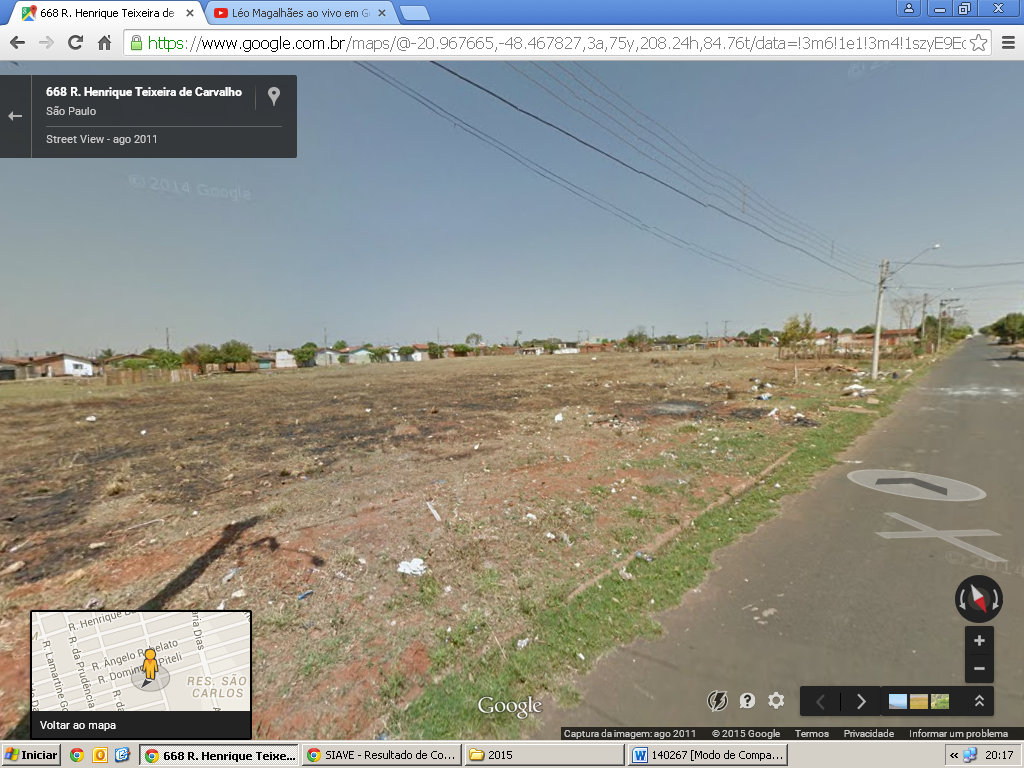 668 R. Henrique Teixeira de
Léo Magalhães ao vivo em G
https://www.google.com.br/maps/@-20.967665,-48.467827,3a,75y,208.24h,84.76t/data=!3m6!1e1!3m4!1szyE9Ec
668 R. Henrique Teixeira de Carvalho
São Paulo
Street View - ago 2011
© 2014 Google
R. Henrique
R. Lamartine
R. da Prudência
R. Ângelo
R. Domin Piteli
ria Dias
RES. SÃO
CARLOS
Voltar ao mapa
Google
Captura da imagem: ago 2011 © 2015 Google Termos Privacidade Informar um problema
Iniciar
668 R. Henrique Teixe...
SIAVE - Resultado de Co...
2015
140267 [Modo de Compa...
20:17